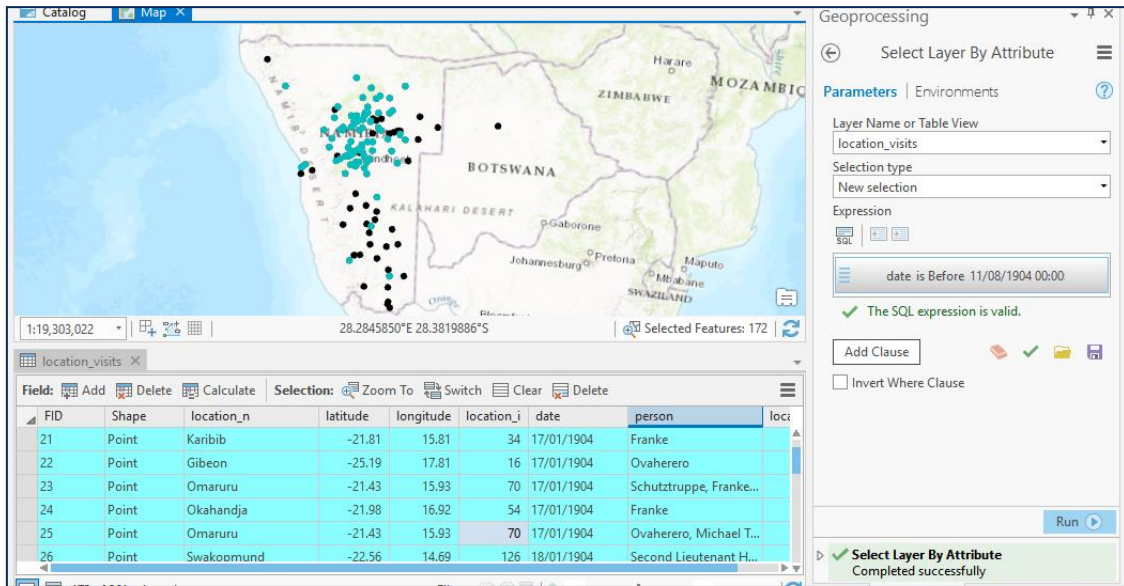 Catalog Map ×
Harare
MOZAMBIQ
ZIMBABWE
NAMIB DESERT
BOTSWANA
KALAHARI DESERT
Gaborone
Johannesburg Pretoria Maputo
Mbabane
SWAZILAND
Orange
1:19,303,022 28.2845850°E 28.3819886°S Selected Features: 172
location_visits ×
Field: Add Delete Calculate Selection: Zoom To Switch Clear Delete
FID Shape location_n latitude longitude location_i date person loca
21 Point Karibib -21.81 15.81 34 17/01/1904 Franke
22 Point Gibeon -25.19 17.81 16 17/01/1904 Ovaherero
23 Point Omaruru -21.43 15.93 70 17/01/1904 Schutztruppe, Franke...
24 Point Okahandja -21.98 16.92 54 17/01/1904 Franke
25 Point Omaruru -21.43 15.93 70 17/01/1904 Ovaherero, Michael T...
26 Point Swakopmund -22.56 14.69 126 18/01/1904 Second Lieutenant H...
Geoprocessing
Select Layer By Attribute
Parameters | Environments
Layer Name or Table View
location_visits
Selection type
New selection
Expression
SQL
date is Before 11/08/1904 00:00
The SQL expression is valid.
Add Clause
Invert Where Clause
Run
Select Layer By Attribute
Completed successfully